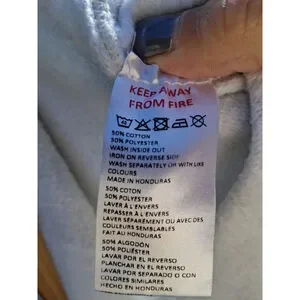 KEEP AWAY
FROM FIRE
50% COTTON
50% POLYESTER
WASH INSIDE OUT
IRON ON REVERSE SIDE
WASH SEPARATELY OR WITH LIKE
COLOURS
MADE IN HONDURAS
50% COTON
50% POLYESTER
LAVER À L'ENVERS
REPASSER À L'ENVERS
LAVER SÉPARÉMENT OU AVEC DES
COULEURS SEMBLABLES
FAIT AU HONDURAS
50% ALGODÓN
50% POLIÉSTER
LAVAR POR EL REVERSO
PLANCHAR EN EL REVERSO
LAVAR POR SEPARADO O CON
COLORES SIMILARES
HECHO EN HONDURAS